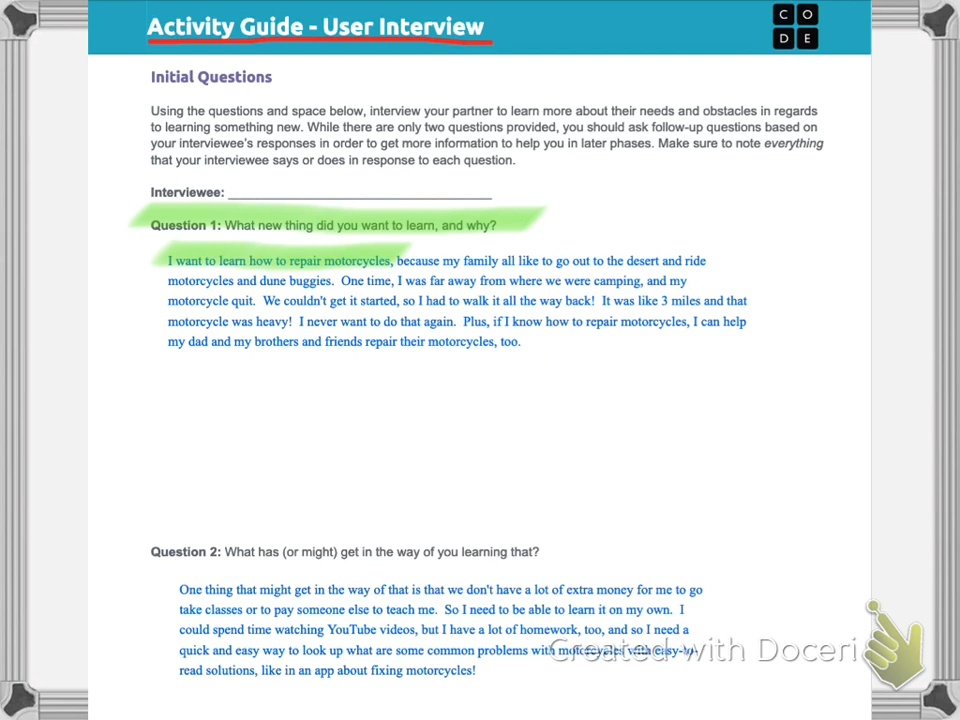 Activity Guide - User Interview
C O
D E
Initial Questions
Using the questions and space below, interview your partner to learn more about their needs and obstacles in regards
to learning something new. While there are only two questions provided, you should ask follow-up questions based on
your interviewee's responses in order to get more information to help you in later phases. Make sure to note everything
that your interviewee says or does in response to each question.
Interviewee:
Question 1: What new thing did you want to learn, and why?
I want to learn how to repair motorcycles, because my family all like to go out to the desert and ride
motorcycles and dune buggies. One time, I was far away from where we were camping, and my
motorcycle quit. We couldn't get it started, so I had to walk it all the way back! It was like 3 miles and that
motorcycle was heavy! I never want to do that again. Plus, if I know how to repair motorcycles, I can help
my dad and my brothers and friends repair their motorcycles, too.
Question 2: What has (or might) get in the way of you learning that?
One thing that might get in the way of that is that we don't have a lot of extra money for me to go
take classes or to pay someone else to teach me. So I need to be able to learn it on my own. I
could spend time watching YouTube videos, but I have a lot of homework, too, and so I need a
quick and easy way to look up what are some common problems with motorcycles with easy-to-
read solutions, like in an app about fixing motorcycles!
Created with Doceri